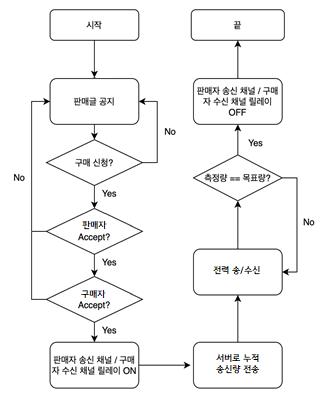 시작
판매글 공지
No
구매 신청?
No
Yes
판매자
Accept?
Yes
구매자
Accept?
Yes
판매자 송신 채널 / 구매
자 수신 채널 릴레이 ON
서버로 누적
송신량 전송
전력 송/수신
No
측정량 == 목표량?
Yes
판매자 송신 채널 / 구매
자 수신 채널 릴레이
OFF
끝